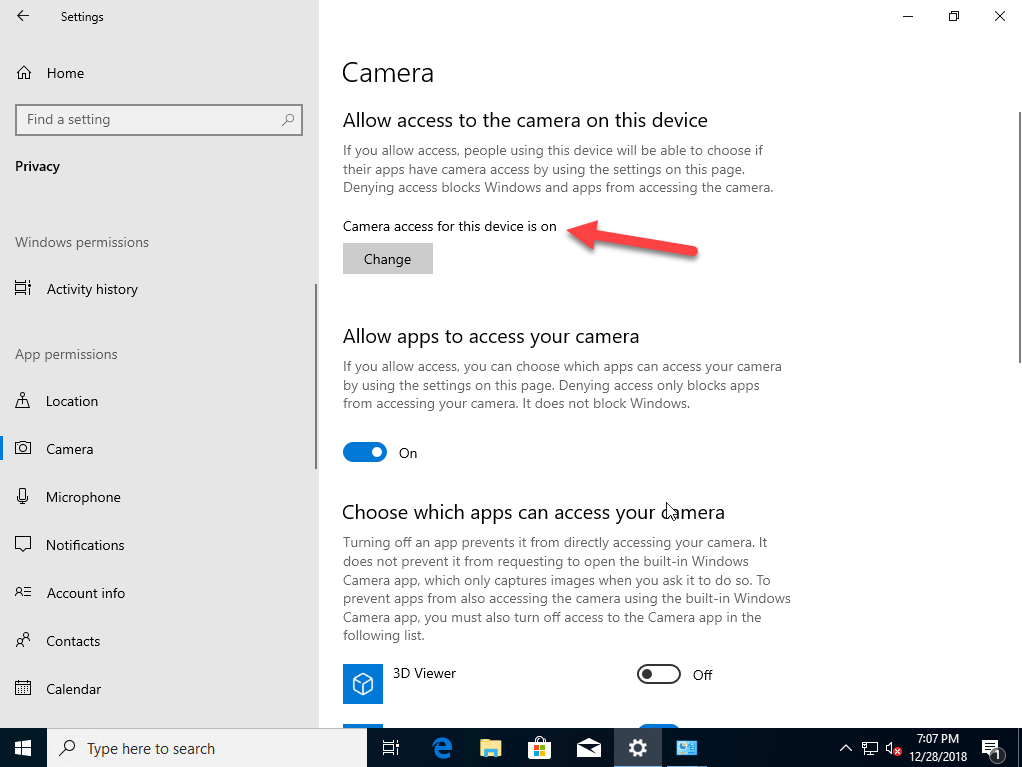 Settings
Home
Find a setting
Privacy
Windows permissions
Activity history
App permissions
Location
Camera
Microphone
Notifications
Account info
Contacts
Calendar
Camera
Allow access to the camera on this device
If you allow access, people using this device will be able to choose if
their apps have camera access by using the settings on this page.
Denying access blocks Windows and apps from accessing the camera.
Camera access for this device is on
Change
Allow apps to access your camera
If you allow access, you can choose which apps can access your camera
by using the settings on this page. Denying access only blocks apps
from accessing your camera. It does not block Windows.
On
Choose which apps can access your camera
Turning off an app prevents it from directly accessing your camera. It
does not prevent it from requesting to open the built-in Windows
Camera app, which only captures images when you ask it to do so. To
prevent apps from also accessing the camera using the built-in Windows
Camera app, you must also turn off access to the Camera app in the
following list.
3D Viewer
Off
Type here to search
7:07 PM
12/28/2018
1